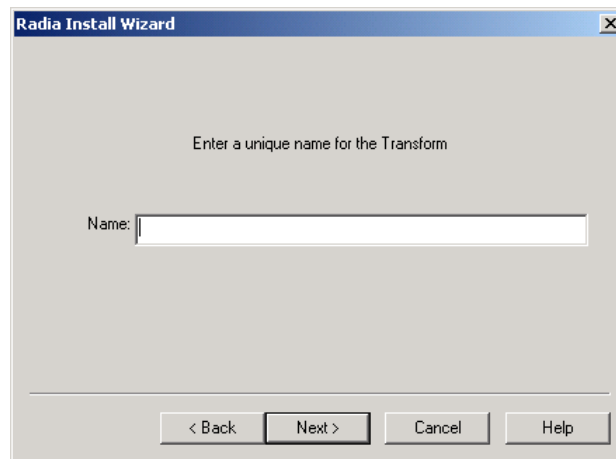 Radia Install Wizard
Enter a unique name for the Transform
Name:
< Back Next > Cancel Help